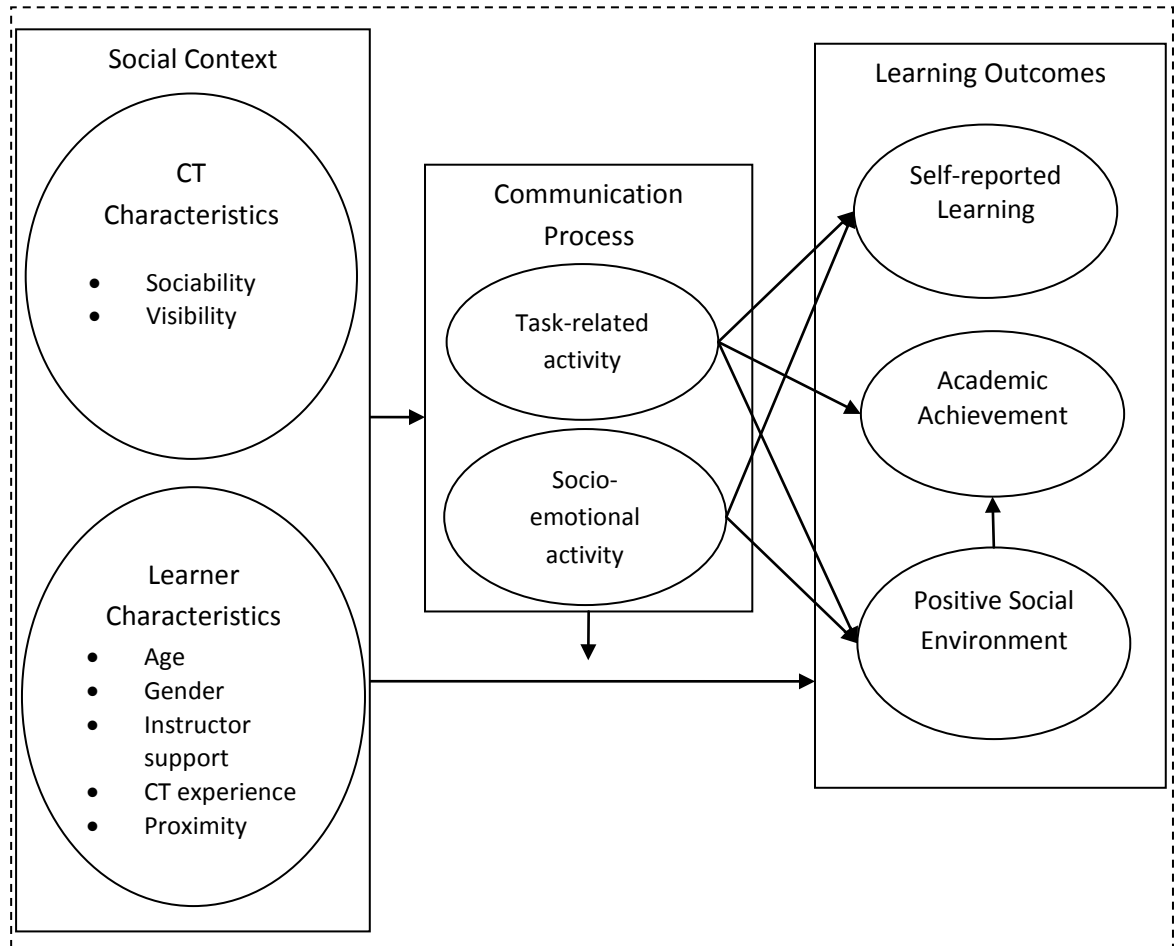 Social Context
CT
Characteristics
• Sociability
• Visibility
Learner
Characteristics
• Age
• Gender
• Instructor
support
• CT experience
• Proximity
Communication
Process
Task-related
activity
Socio-
emotional
activity
Learning Outcomes
Self-reported
Learning
Academic
Achievement
Positive Social
Environment